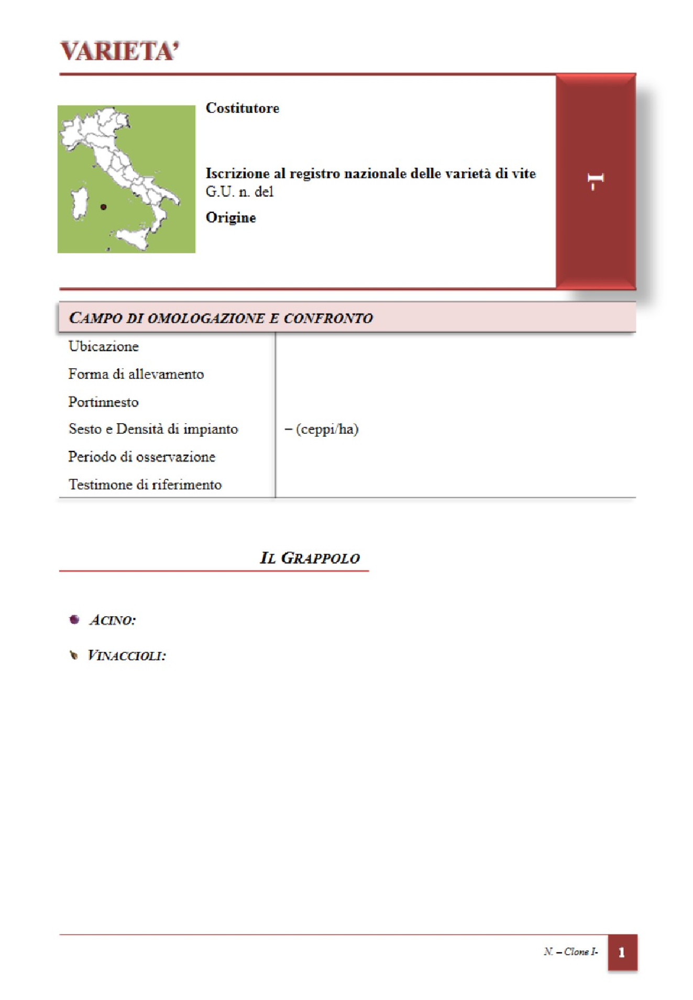 VARIETA’
Costitutore
Iscrizione al registro nazionale delle varietà di vite
G.U. n. del
Origine
I-
CAMPO DI OMOLOGAZIONE E CONFRONTO
Ubicazione
Forma di allevamento
Portinnesto
Sesto e Densità di impianto – (ceppi/ha)
Periodo di osservazione
Testimone di riferimento
IL GRAPPOLO
ACINO:
VINACCIOLI:
N. – Clone I- 1